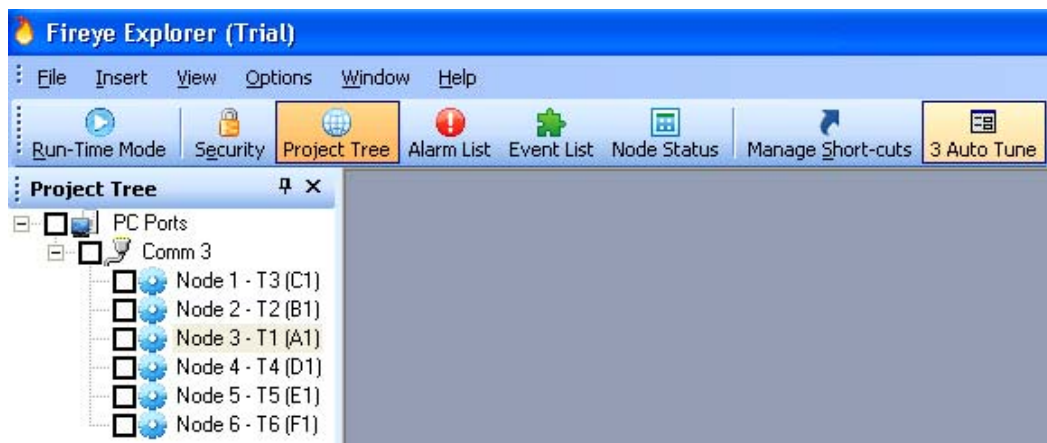 Fireye Explorer (Trial)
File Insert View Options Window Help
Run-Time Mode Security Project Tree Alarm List Event List Node Status Manage Short-cuts 3 Auto Tune
Project Tree
PC Ports
Comm 3
Node 1 - T3 (C1)
Node 2 - T2 (B1)
Node 3 - T1 (A1)
Node 4 - T4 (D1)
Node 5 - T5 (E1)
Node 6 - T6 (F1)